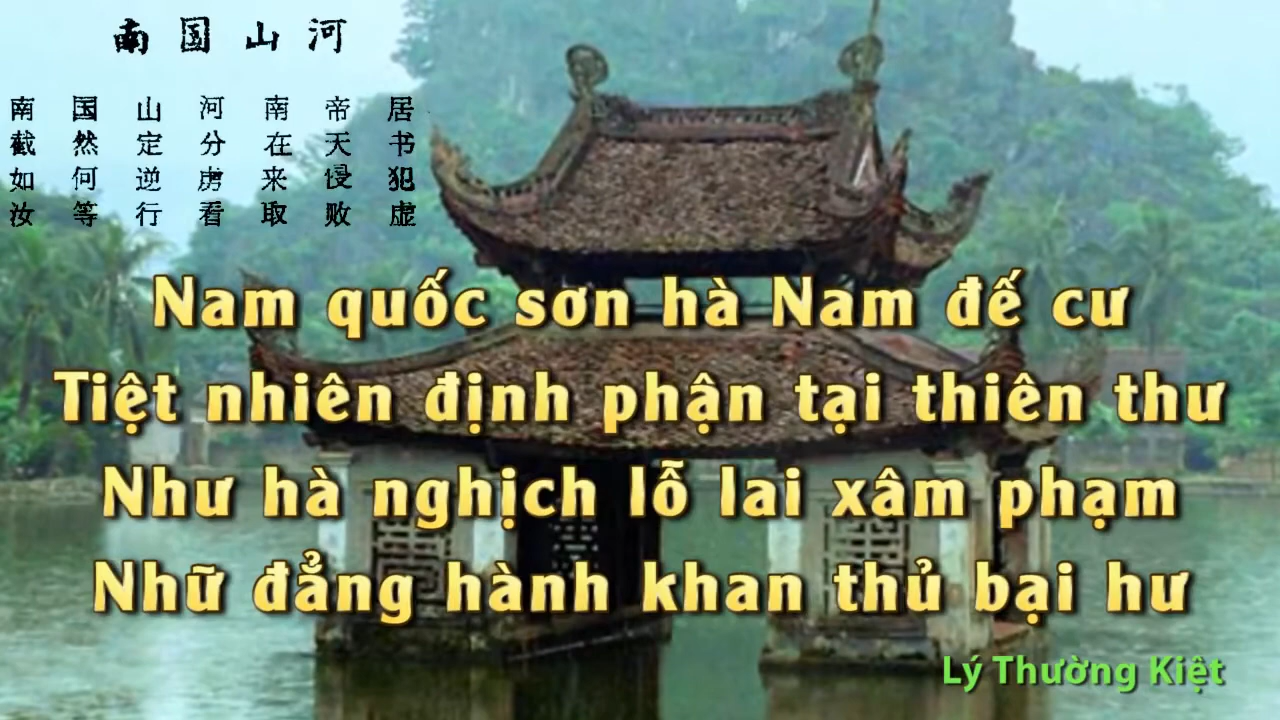 南国山河
南国山河南帝居
截然定分在天书
如何逆虏来侵犯
汝等行看取败虚
Nam quốc sơn hà Nam đế cư
Tiệt nhiên định phận tại thiên thư
Như hà nghịch lỗ lai xâm phạm
Nhữ đẳng hành khan thủ bại hư
Lý Thường Kiệt